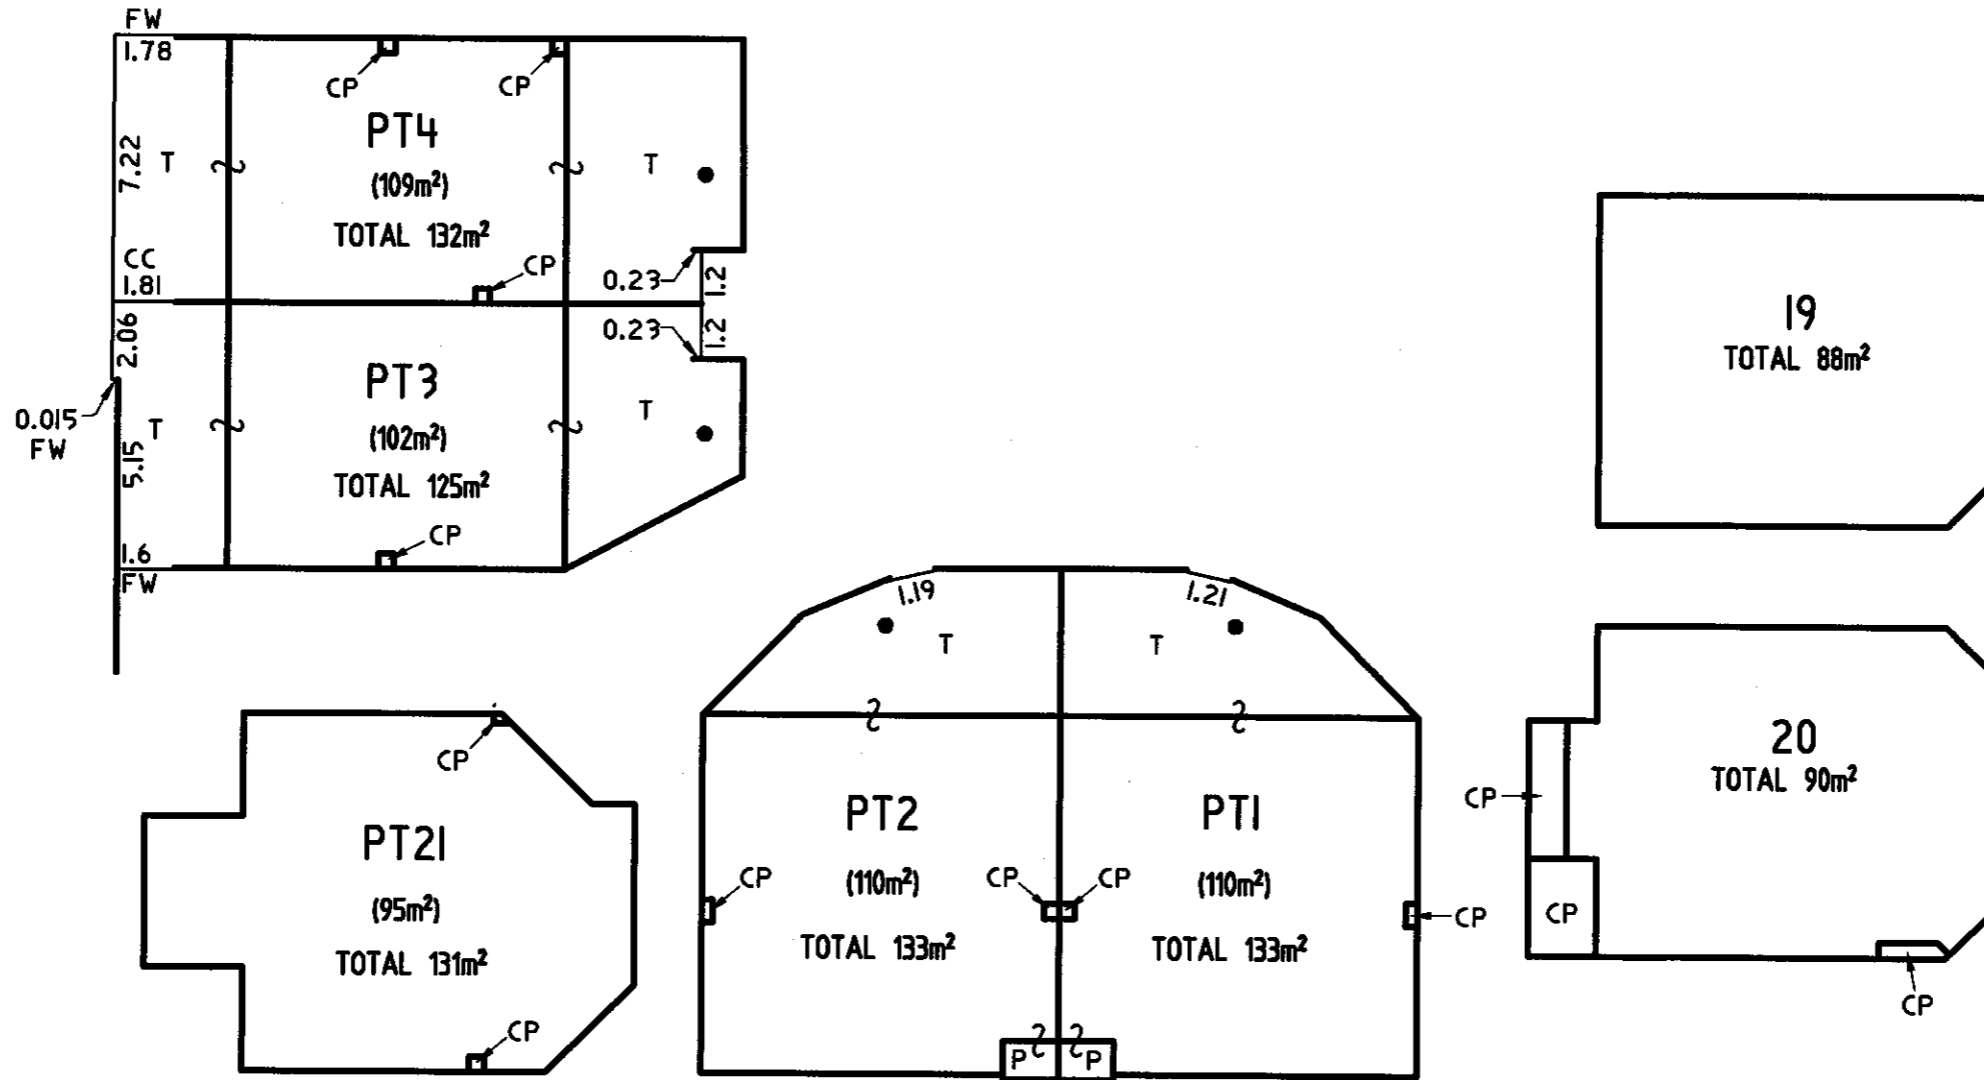 FW
1.78
CP
CP
PT4
(109m²)
TOTAL 132m²
7.22
T
T
CC
1.81
CP
0.23
1.2
2.06
0.23
1.2
PT3
(102m²)
TOTAL 125m²
T
T
0.015
FW
5.15
CP
1.6
FW
19
TOTAL 88m²
1.19
1.21
T
T
CP
PT21
(95m²)
TOTAL 131m²
CP
PT2
(110m²)
TOTAL 133m²
CP
CP
CP
PT1
(110m²)
TOTAL 133m²
CP
P
P
20
TOTAL 90m²
CP
CP
CP